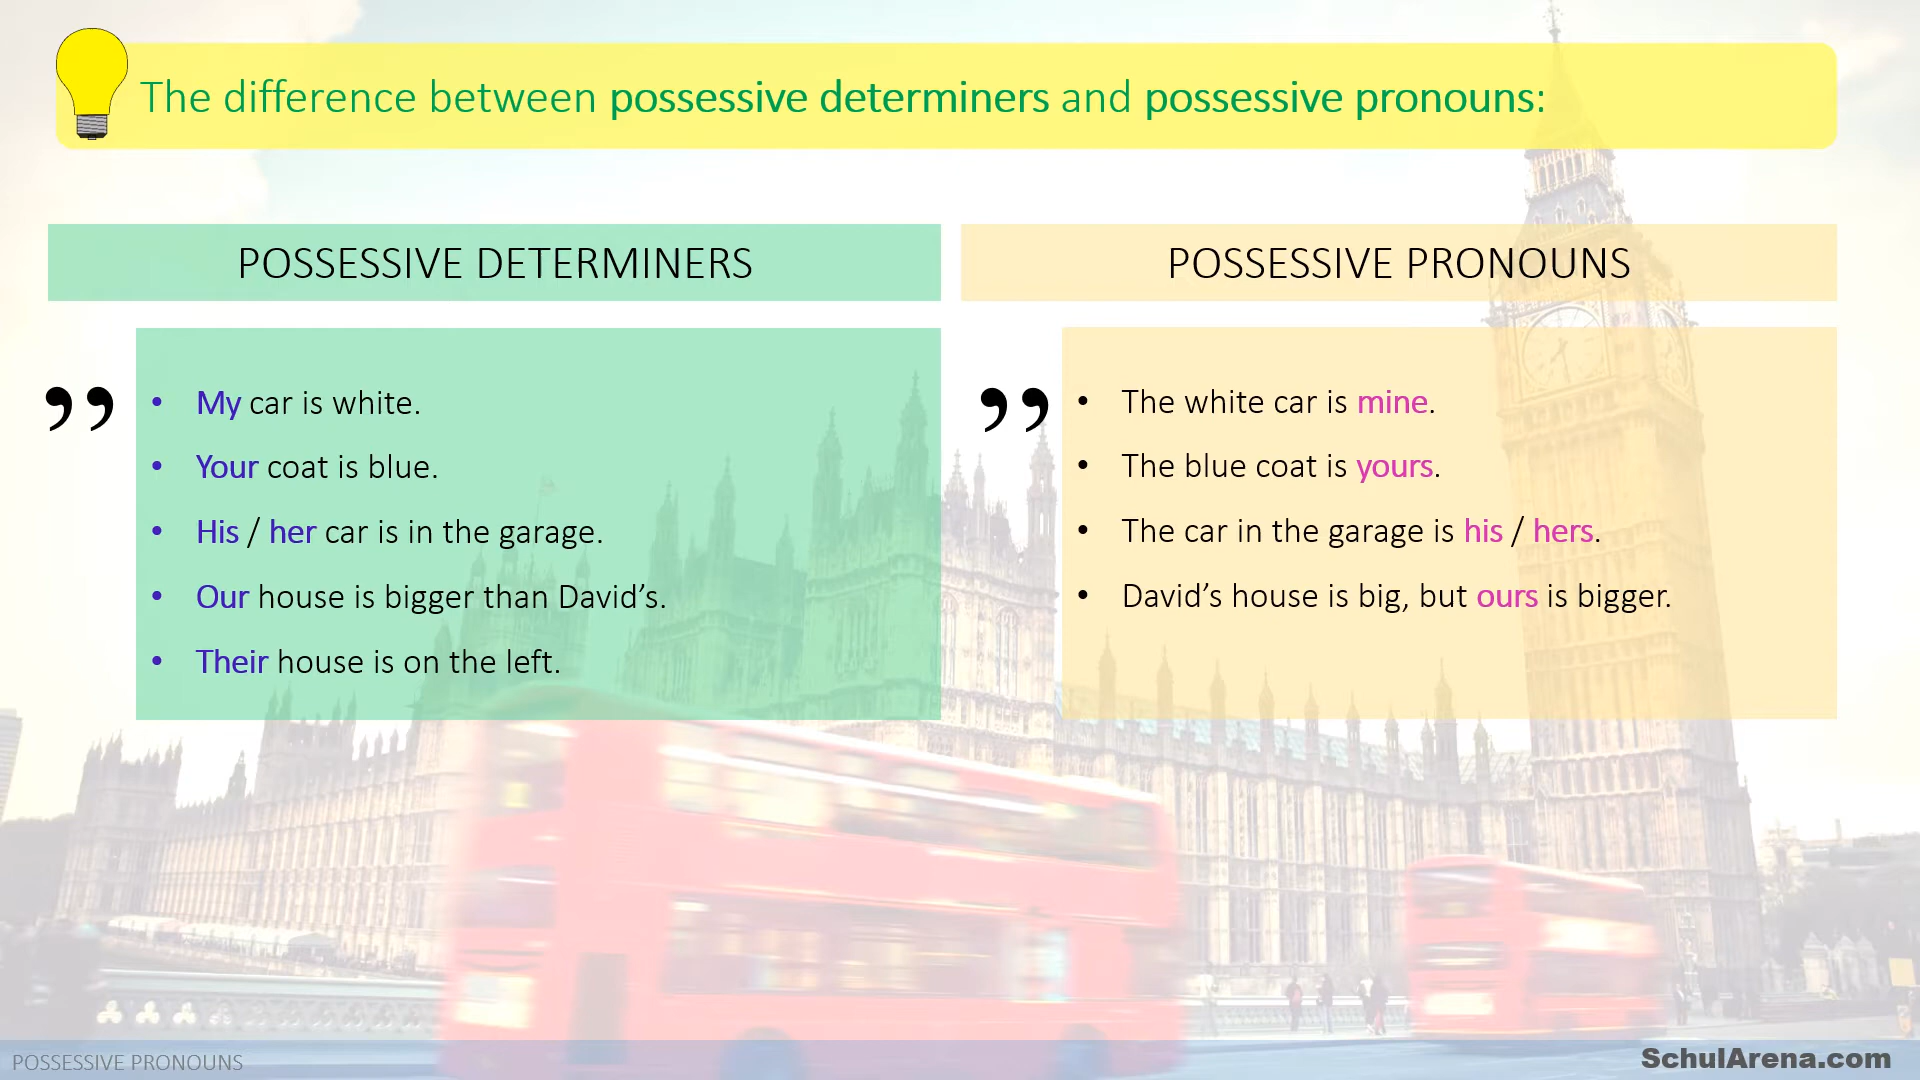 The difference between possessive determiners and possessive pronouns:
POSSESSIVE DETERMINERS
” • My car is white.
• Your coat is blue.
• His / her car is in the garage.
• Our house is bigger than David’s.
• Their house is on the left.
POSSESSIVE PRONOUNS
” • The white car is mine.
• The blue coat is yours.
• The car in the garage is his / hers.
• David’s house is big, but ours is bigger.
POSSESSIVE PRONOUNS
SchulArena.com